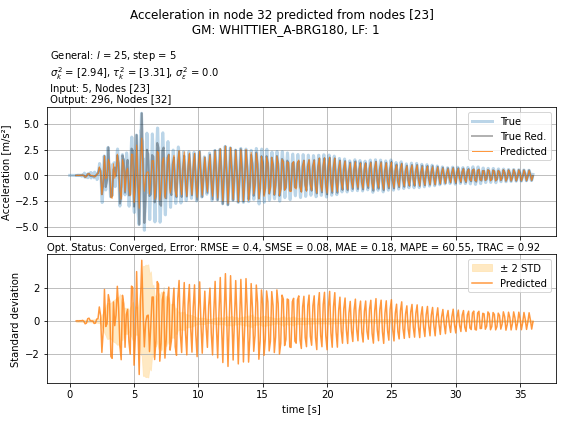 Acceleration in node 32 predicted from nodes [23]
GM: WHITTIER_A-BRG180, LF: 1
General: l = 25, step = 5
σ²ₖ = [2.94], τ²ₖ = [3.31], σ²ε = 0.0
Input: 5, Nodes [23]
Output: 296, Nodes [32]
Acceleration [m/s²]
5.0
2.5
0.0
−2.5
−5.0
True
True Red.
Predicted
Opt. Status: Converged, Error: RMSE = 0.4, SMSE = 0.08, MAE = 0.18, MAPE = 60.55, TRAC = 0.92
Standard deviation
2
0
−2
± 2 STD
Predicted
0 5 10 15 20 25 30 35
time [s]